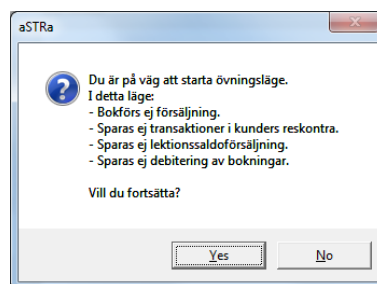 aSTRa
Du är på väg att starta övningsläge.
I detta läge:
- Bokförs ej försäljning.
- Sparas ej transaktioner i kunders reskontra.
- Sparas ej lektionssaldoförsäljning.
- Sparas ej debitering av bokningar.
Vill du fortsätta?
Yes
No